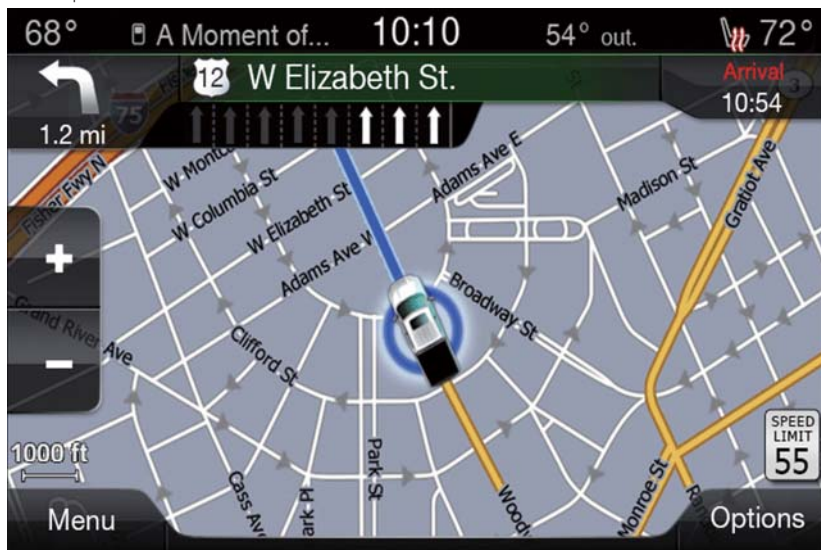 68° A Moment of... 10:10 54° out. 72°
12 W Elizabeth St.
Arrival
10:54
1.2 mi
75
3
Fisher Fwy N
W Columbia St
W Elizabeth St
Adams Ave E
Adams Ave W
Madison St
Gratiot Ave
Broadway St
Grand River Ave
Clifford St
Park St
Cass Ave
Monroe St
+
-
1000 ft
SPEED
LIMIT
55
Menu
Options